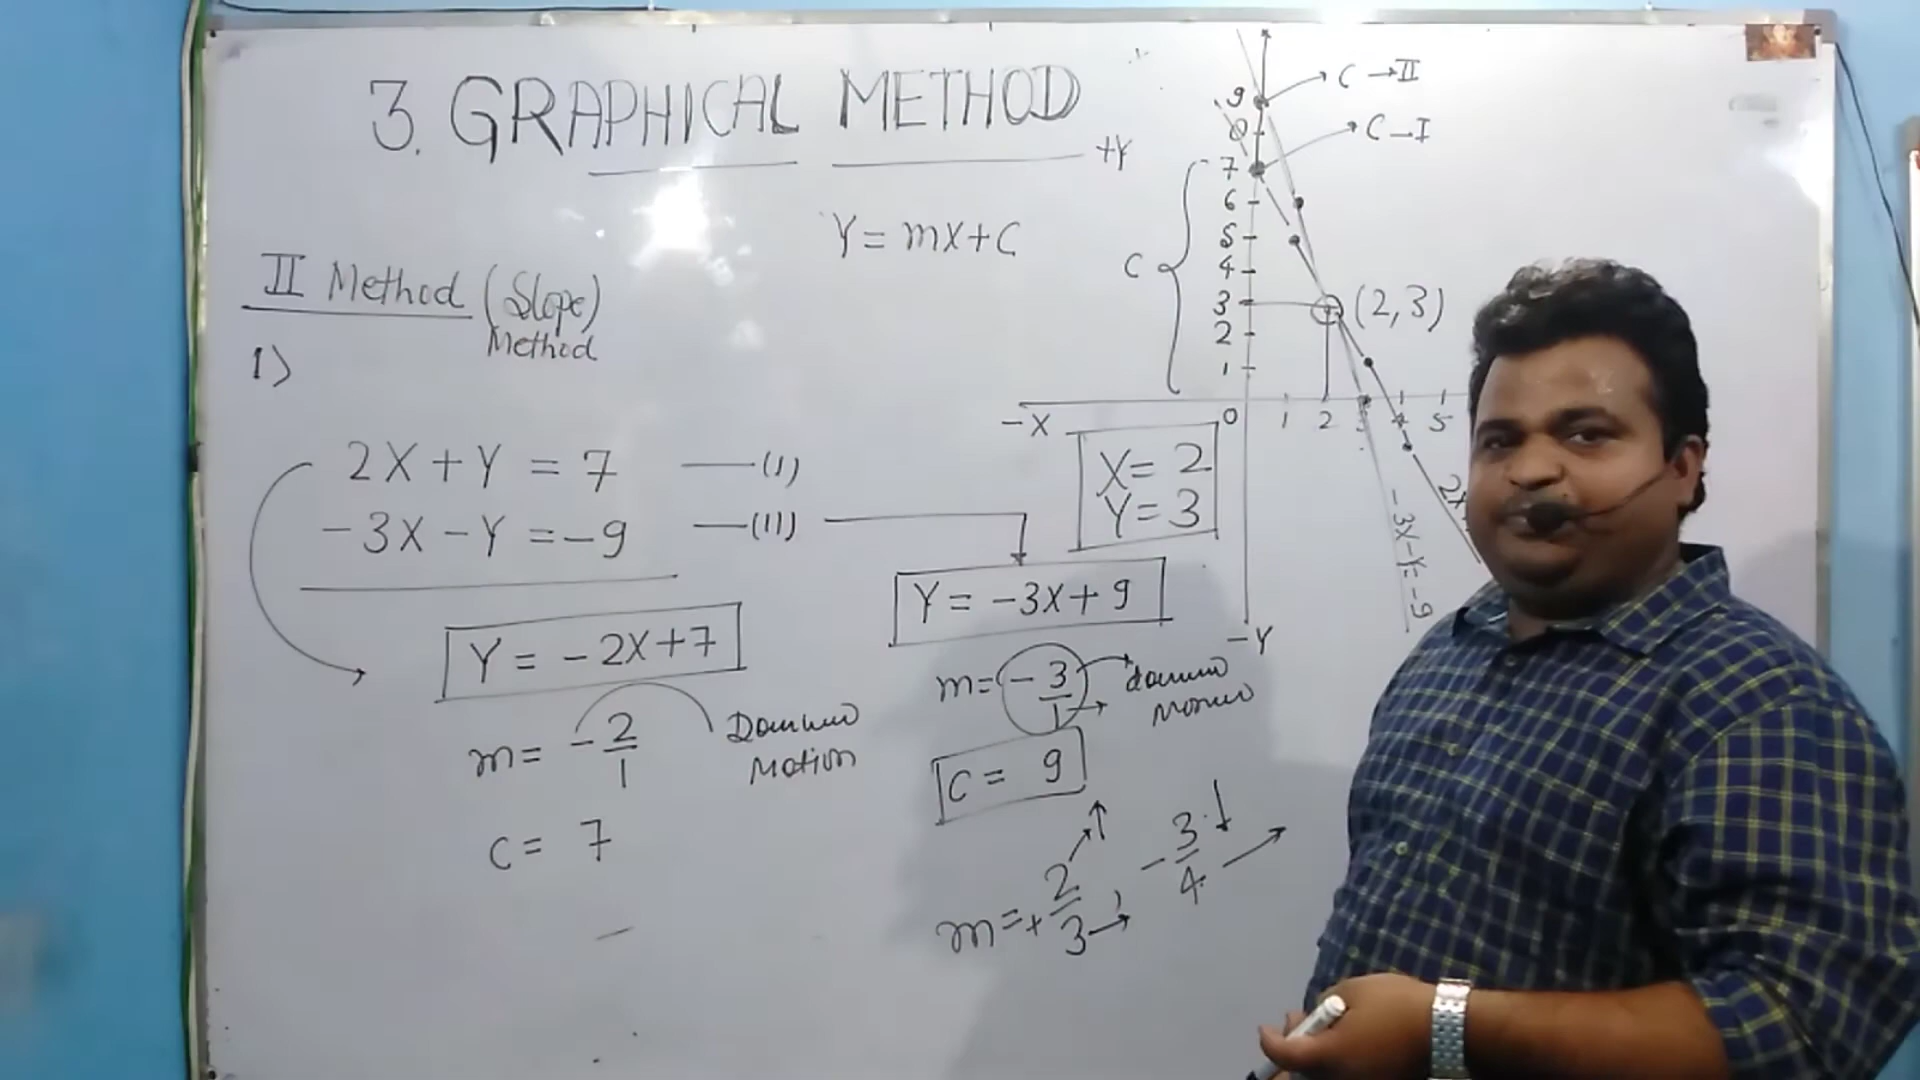 3. GRAPHICAL METHOD
Y = mX + C
II Method (Slope)
Method
1)
2X + Y = 7 —(I)
-3X - Y = -9 —(II)
Y = -2X + 7
m = -2/1
Motion
C = 7
X = 2
Y = 3
Y = -3X + 9
m = -3/1
C = 9
m = + 2/3 , -3/4
+Y
C → II
C → I
9
7
6
5
4
3
2
1
C
(2,3)
-X
0 1 2 3 4 5
-Y
-3X-Y=-9